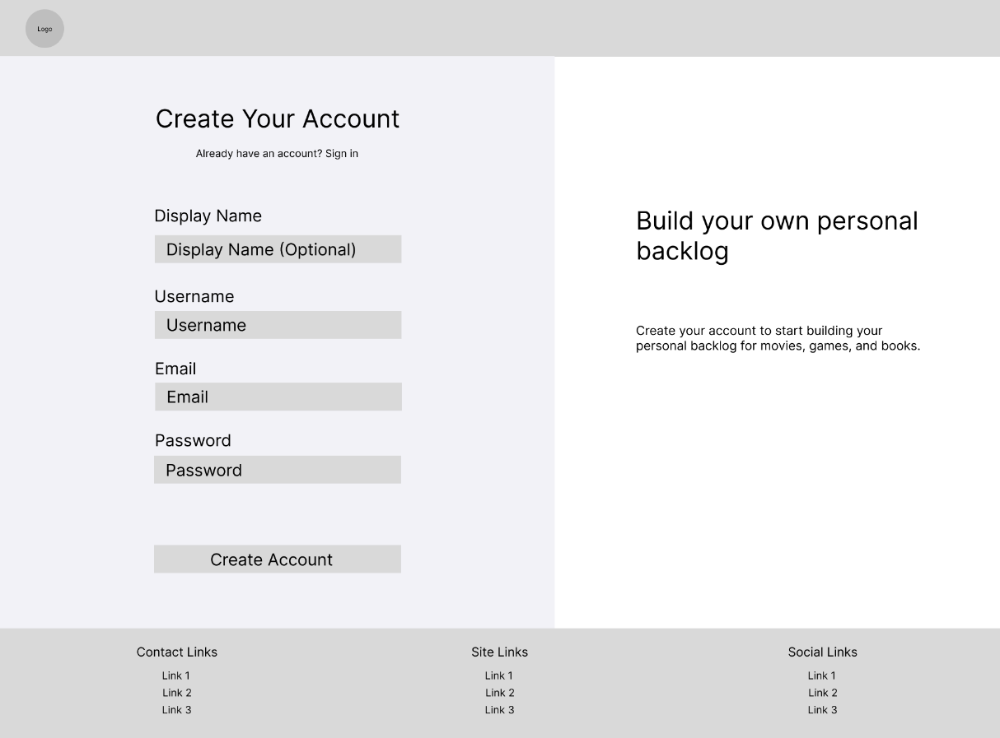 Logo
Create Your Account
Already have an account? Sign in
Display Name
Display Name (Optional)
Username
Username
Email
Email
Password
Password
Create Account
Build your own personal
backlog
Create your account to start building your
personal backlog for movies, games, and books.
Contact Links
Link 1
Link 2
Link 3
Site Links
Link 1
Link 2
Link 3
Social Links
Link 1
Link 2
Link 3